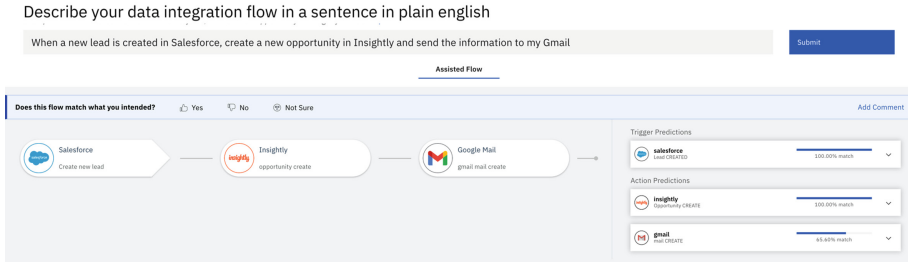 Describe your data integration flow in a sentence in plain english
When a new lead is created in Salesforce, create a new opportunity in Insightly and send the information to my Gmail
Submit
Assisted Flow
Does this flow match what you intended?
Yes
No
Not Sure
Add Comment
Salesforce
Create new lead
insightly
Insightly
opportunity create
Google Mail
gmail mail create
Trigger Predictions
salesforce
Lead CREATED
100.00% match
Action Predictions
insightly
Opportunity CREATE
100.00% match
gmail
mail CREATE
65.60% match